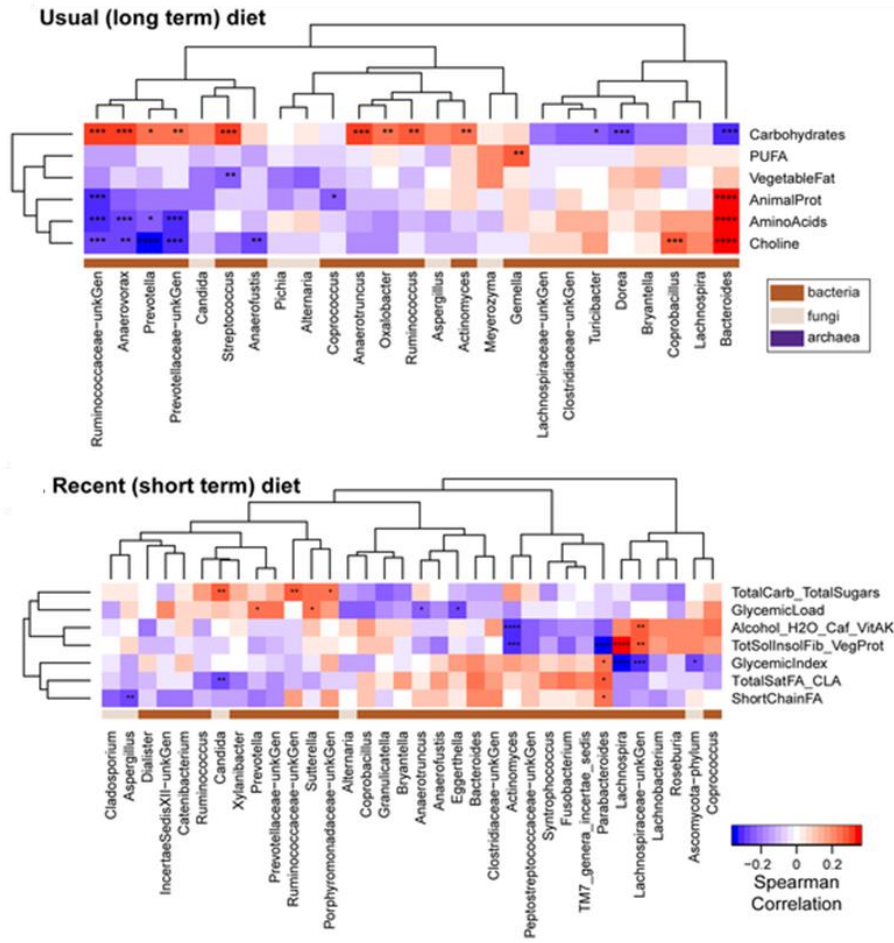 Usual (long term) diet
*** *** * ** *** *** ** ** ** * *** ***
Carbohydrates
**
PUFA
**
VegetableFat
*** * ****
AnimalProt
*** *** * *** ****
AminoAcids
*** ** **** *** ** *** ****
Choline
Ruminococcaceae-unkGen
Anaerovorax
Prevotella
Prevotellaceae-unkGen
Candida
Streptococcus
Anaerofustis
Pichia
Alternaria
Coprococcus
Anaerotruncus
Oxalobacter
Ruminococcus
Aspergillus
Actinomyces
Meyerozyma
Gemella
Lachnospiraceae-unkGen
Clostridiaceae-unkGen
Turicibacter
Dorea
Bryantella
Coprobacillus
Lachnospira
Bacteroides
bacteria
fungi
archaea
. Recent (short term) diet
** ** *
TotalCarb_TotalSugars
* * * *
GlycemicLoad
**** **
Alcohol_H2O_Caf_VitAK
*** **
TotSolInsolFib_VegProt
* *** *
GlycemicIndex
** *
TotalSatFA_CLA
** *
ShortChainFA
Cladosporium
Aspergillus
Dialister
IncertaeSedisXII-unkGen
Catenibacterium
Ruminococcus
Candida
Xylanibacter
Prevotella
Prevotellaceae-unkGen
Ruminococcaceae-unkGen
Sutterella
Porphyromonadaceae-unkGen
Alternaria
Coprobacillus
Granulicatella
Bryantella
Anaerotruncus
Anaerofustis
Eggerthella
Bacteroides
Clostridiaceae-unkGen
Actinomyces
Peptostreptococcaceae-unkGen
Syntrophococcus
Fusobacterium
TM7_genera_incertae_sedis
Parabacteroides
Lachnospira
Lachnospiraceae-unkGen
Lachnobacterium
Roseburia
Ascomycota-phylum
Coprococcus
-0.2 0 0.2
Spearman
Correlation